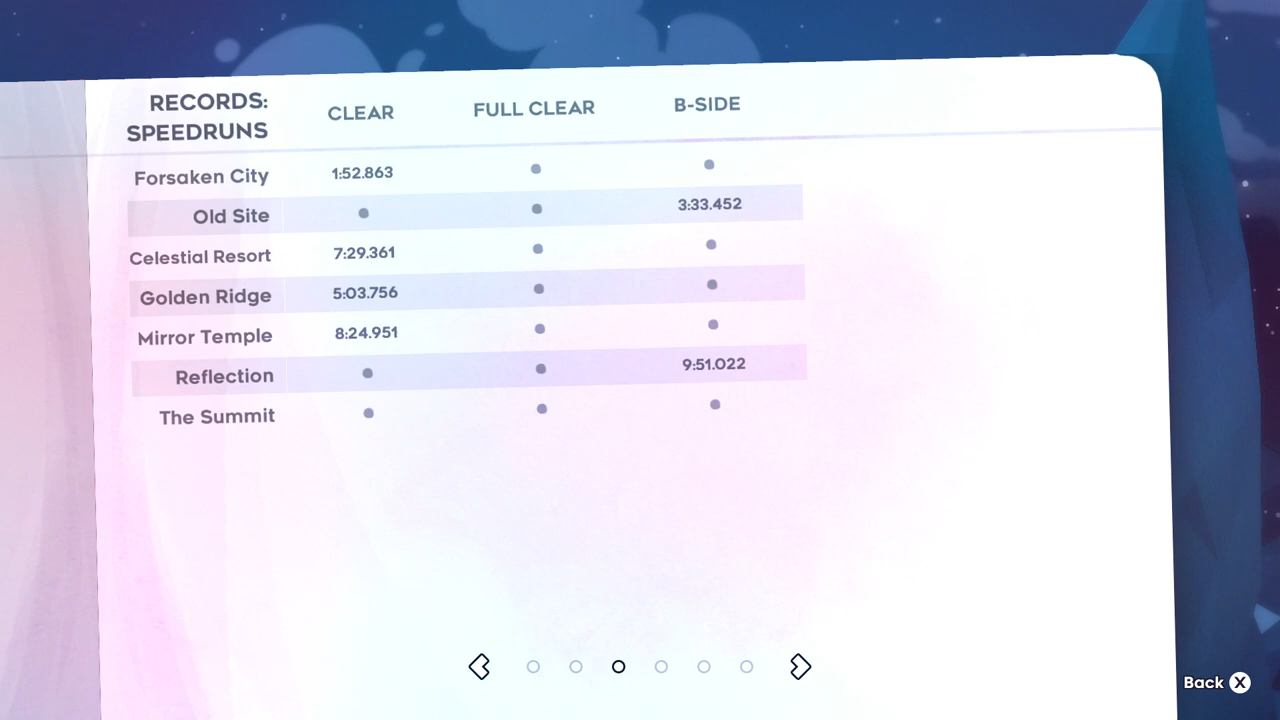 RECORDS: SPEEDRUNS CLEAR FULL CLEAR B-SIDE
Forsaken City 1:52.863
Old Site 3:33.452
Celestial Resort 7:29.361
Golden Ridge 5:03.756
Mirror Temple 8:24.951
Reflection 9:51.022
The Summit
Back X